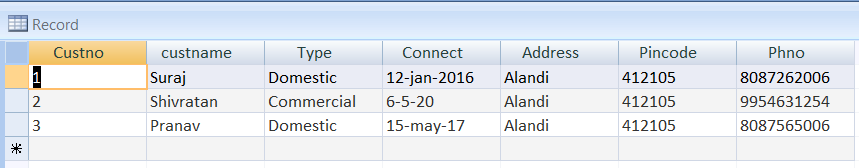 Record
Custno custname Type Connect Address Pincode Phno
1 Suraj Domestic 12-jan-2016 Alandi 412105 8087262006
2 Shivratan Commercial 6-5-20 Alandi 412105 9954631254
3 Pranav Domestic 15-may-17 Alandi 412105 8087565006